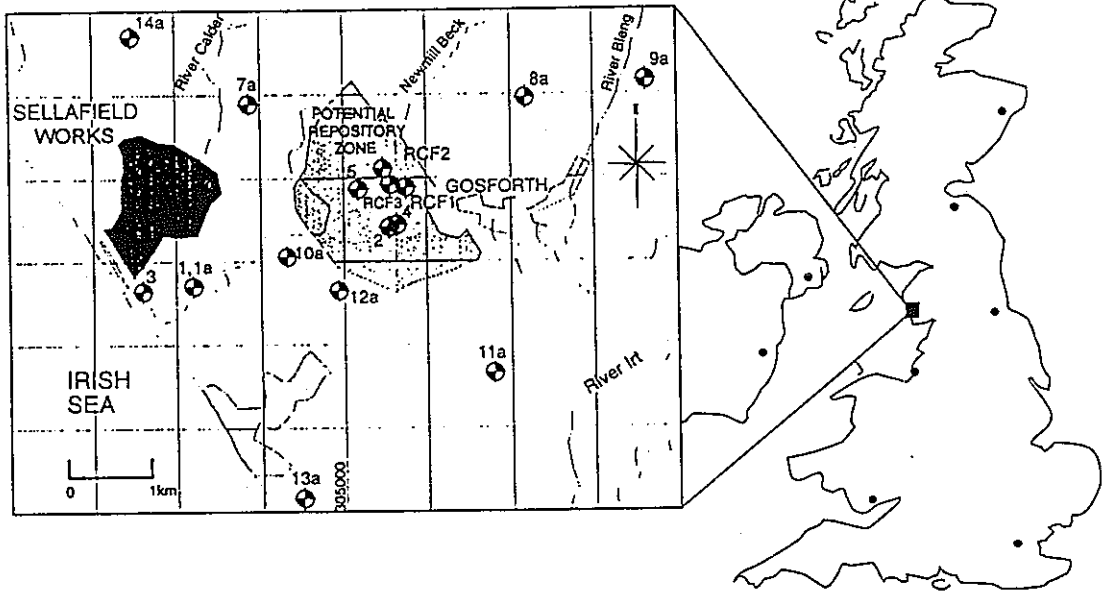 14a
River Calder
Newmill Beck
River Bleng
9a
7a
8a
SELLAFIELD
WORKS
POTENTIAL
REPOSITORY
ZONE
RCF2
5
GOSFORTH
RCF3
RCF1
4
2
10a
3
1,1a
12a
11a
IRISH
SEA
River Irt
0
1km
13a
305000